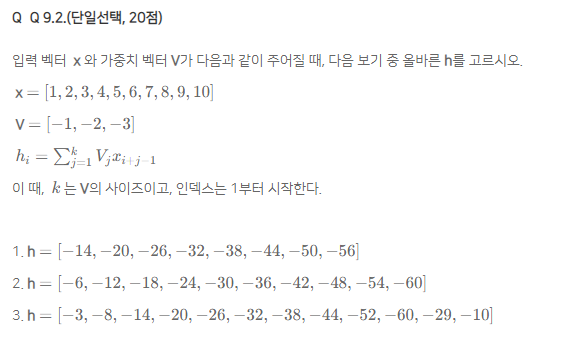 Q Q 9.2.(단일선택, 20점)
입력 벡터 x 와 가중치 벡터 V가 다음과 같이 주어질 때, 다음 보기 중 올바른 h를 고르시오.
x = [1, 2, 3, 4, 5, 6, 7, 8, 9, 10]
V = [−1, −2, −3]
h_i = ∑_{j=1}^{k} V_j x_{i+j−1}
이 때, k 는 V의 사이즈이고, 인덱스는 1부터 시작한다.
1. h = [−14, −20, −26, −32, −38, −44, −50, −56]
2. h = [−6, −12, −18, −24, −30, −36, −42, −48, −54, −60]
3. h = [−3, −8, −14, −20, −26, −32, −38, −44, −52, −60, −29, −10]